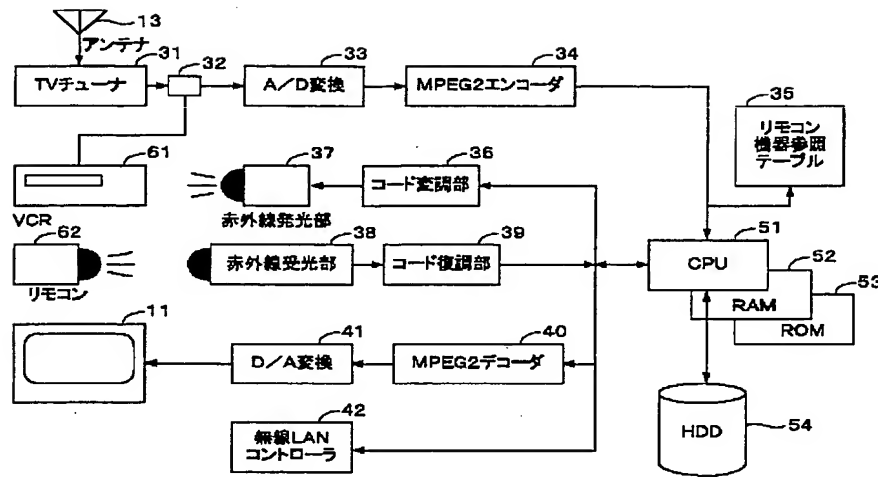 13
アンテナ
31
TVチューナ
32
33
A/D変換
34
MPEG2エンコーダ
35
リモコン
機器参照
テーブル
61
VCR
37
赤外線発光部
36
コード変調部
62
リモコン
38
赤外線受光部
39
コード復調部
51
CPU
52
RAM
53
ROM
11
41
D/A変換
40
MPEG2デコーダ
42
無線LAN
コントローラ
HDD
54